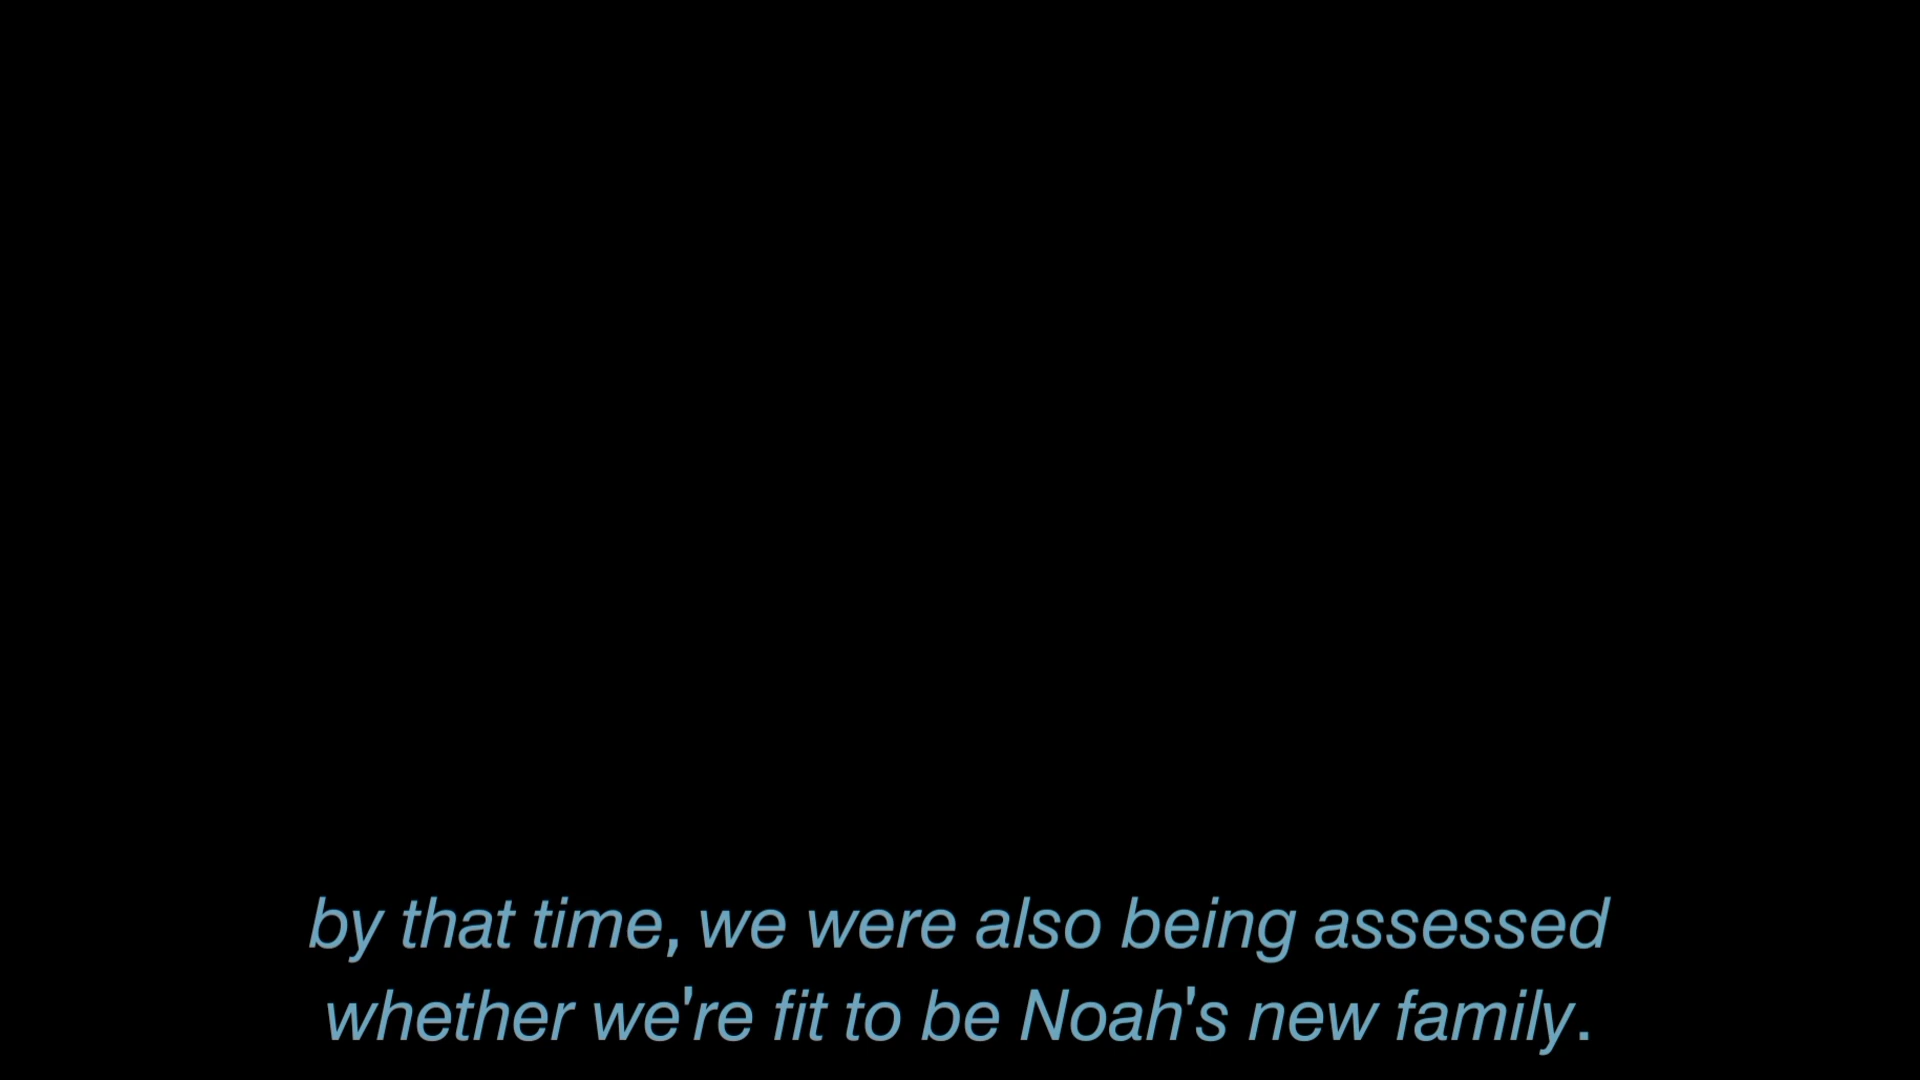 by that time, we were also being assessed
whether we're fit to be Noah's new family.